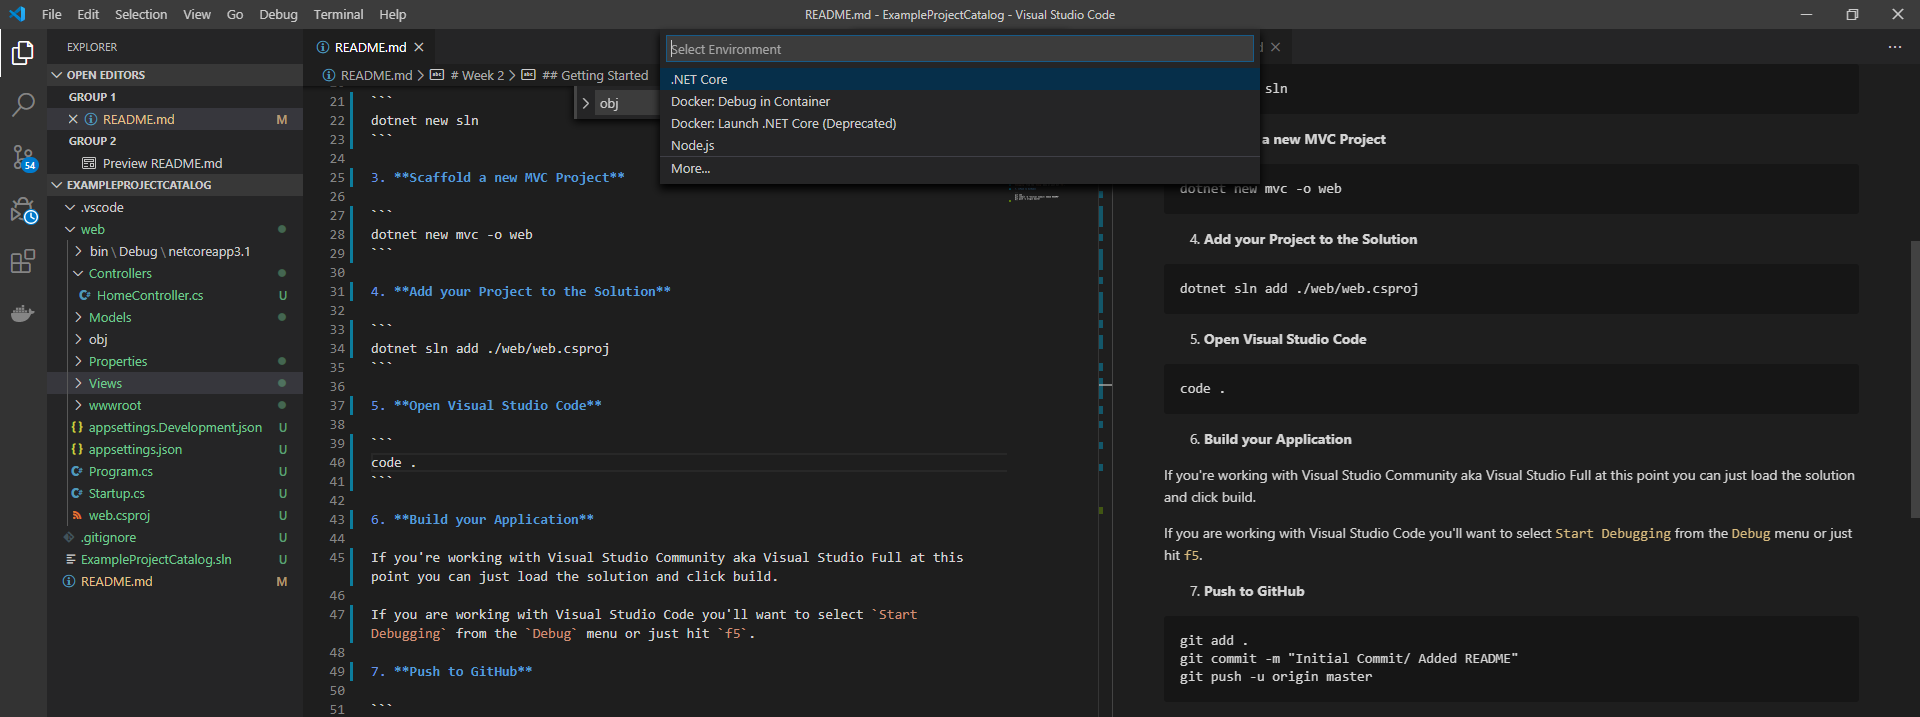 File Edit Selection View Go Debug Terminal Help
README.md - ExampleProjectCatalog - Visual Studio Code
EXPLORER
OPEN EDITORS
GROUP 1
README.md M
GROUP 2
Preview README.md
EXAMPLEPROJECTCATALOG
.vscode
web
bin \ Debug \ netcoreapp3.1
Controllers
HomeController.cs U
Models
obj
Properties
Views
wwwroot
appsettings.Development.json U
appsettings.json U
Program.cs U
Startup.cs U
web.csproj U
.gitignore U
ExampleProjectCatalog.sln U
README.md M
54
README.md
README.md > # Week 2 > ## Getting Started
obj
Select Environment
.NET Core
Docker: Debug in Container
Docker: Launch .NET Core (Deprecated)
Node.js
More...
21 ```
22 dotnet new sln
23 ```
24
25 3. **Scaffold a new MVC Project**
26
27 ```
28 dotnet new mvc -o web
29 ```
30
31 4. **Add your Project to the Solution**
32
33 ```
34 dotnet sln add ./web/web.csproj
35 ```
36
37 5. **Open Visual Studio Code**
38
39 ```
40 code .
41 ```
42
43 6. **Build your Application**
44
45 If you're working with Visual Studio Community aka Visual Studio Full at this
point you can just load the solution and click build.
46
47 If you are working with Visual Studio Code you'll want to select `Start
Debugging` from the `Debug` menu or just hit `f5`.
48
49 7. **Push to GitHub**
50
51 ```
sln
a new MVC Project
dotnet new mvc -o web
4. Add your Project to the Solution
dotnet sln add ./web/web.csproj
5. Open Visual Studio Code
code .
6. Build your Application
If you're working with Visual Studio Community aka Visual Studio Full at this point you can just load the solution
and click build.
If you are working with Visual Studio Code you'll want to select Start Debugging from the Debug menu or just
hit f5.
7. Push to GitHub
git add .
git commit -m "Initial Commit/ Added README"
git push -u origin master